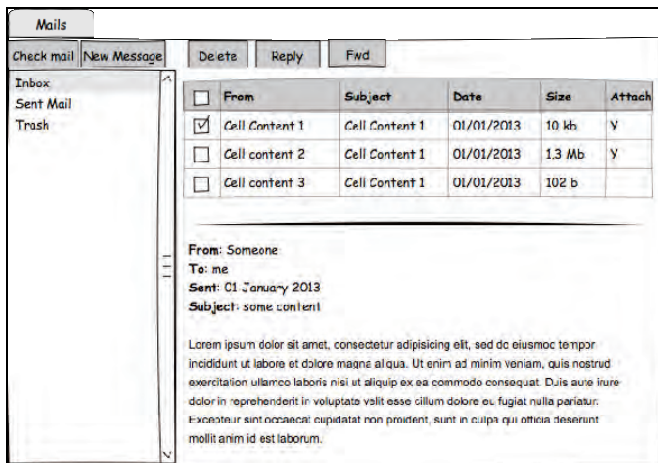 Mails
Check mail New Message Delete Reply Fwd
Inbox
Sent Mail
Trash
From Subject Date Size Attach
Cell Content 1 Cell Content 1 01/01/2013 10 kb Y
Cell content 2 Cell Content 1 01/01/2013 1,3 Mb Y
Cell content 3 Cell Content 1 01/01/2013 102 b
From: Someone
To: me
Sent: 01 January 2013
Subject: some content
Lorem ipsum dolor sit amet, consectetur adipisicing elit, sed do eiusmod tempor
incididunt ut labore et dolore magna aliqua. Ut enim ad minim veniam, quis nostrud
exercitation ullamco laboris nisi ut aliquip ex ea commodo consequat. Duis aute irure
dolor in reprehenderit in voluptate velit esse cillum dolore eu fugiat nulla pariatur.
Excepteur sint occaecat cupidatat non proident, sunt in culpa qui officia deserunt
mollit anim id est laborum.